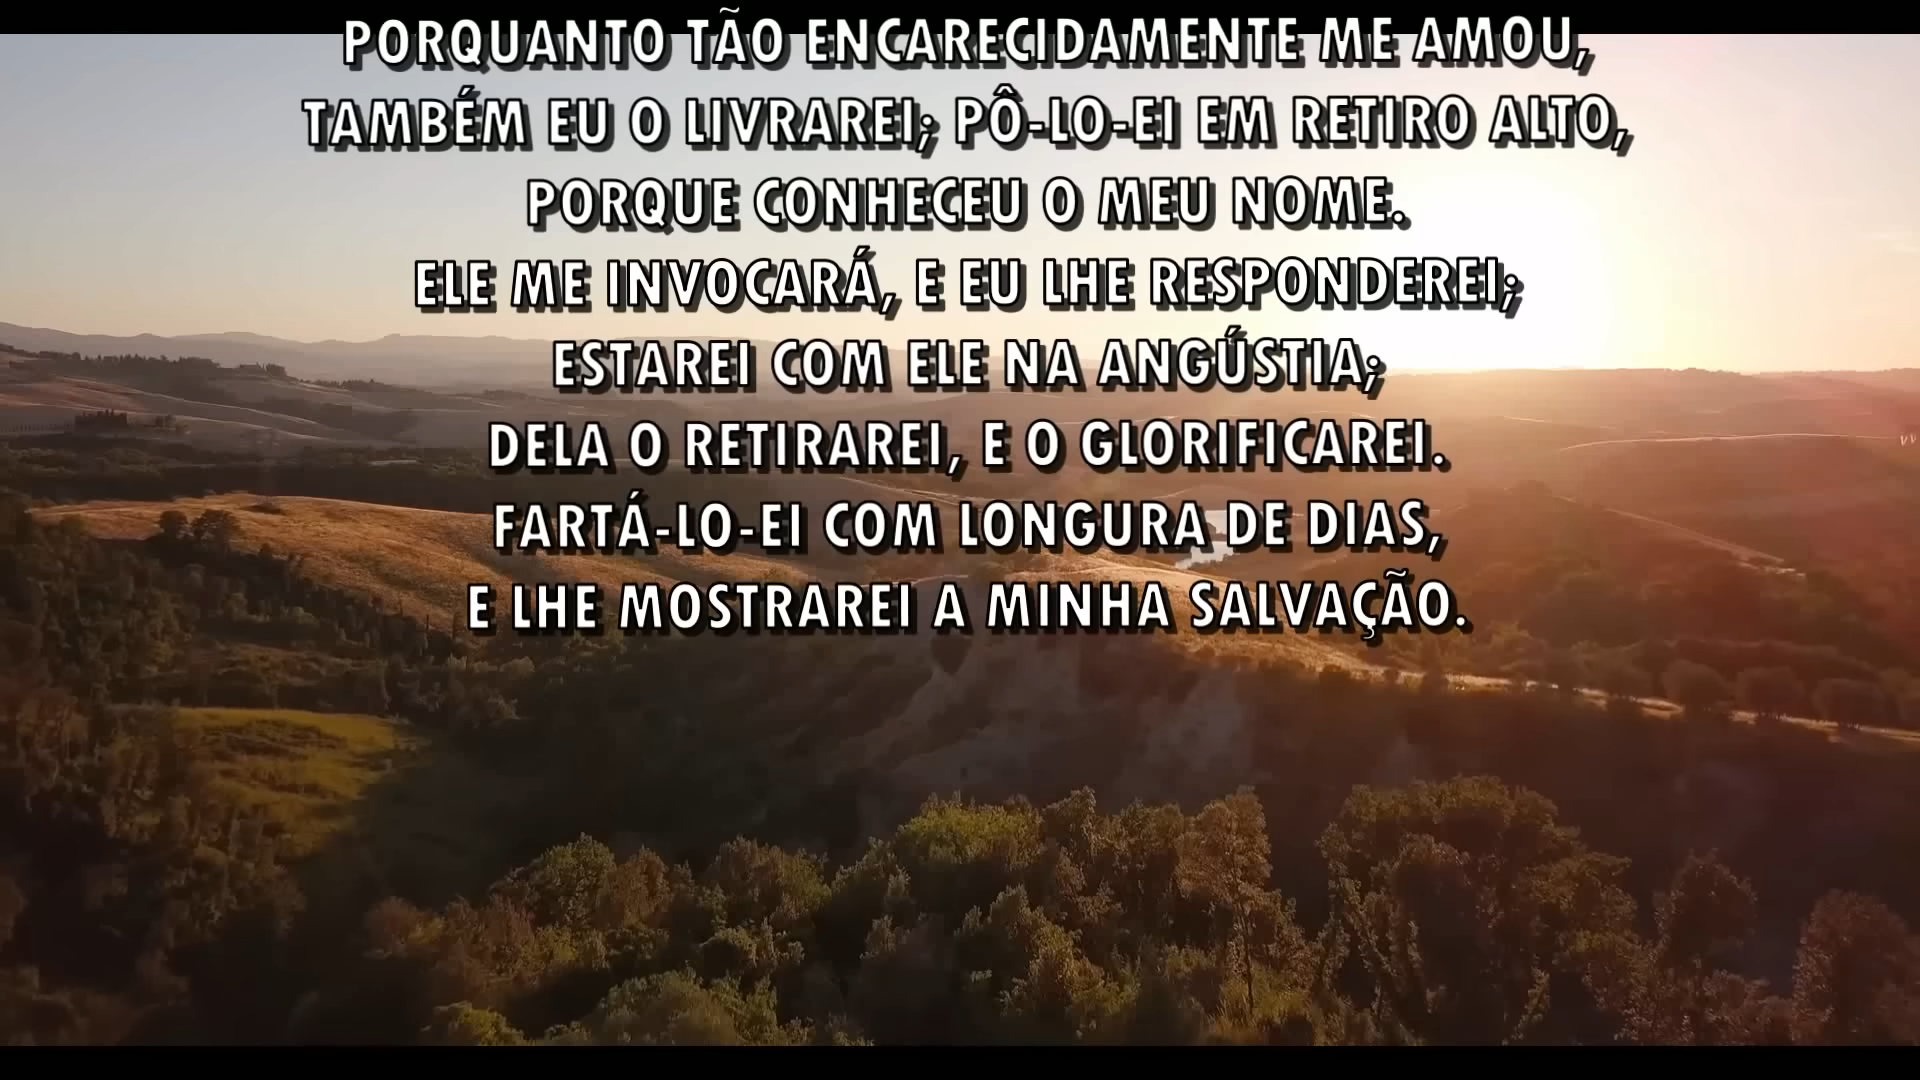 PORQUANTO TÃO ENCARECIDAMENTE ME AMOU,
TAMBÉM EU O LIVRAREI; PÔ-LO-EI EM RETIRO ALTO,
PORQUE CONHECEU O MEU NOME.
ELE ME INVOCARÁ, E EU LHE RESPONDEREI;
ESTAREI COM ELE NA ANGÚSTIA;
DELA O RETIRAREI, E O GLORIFICAREI.
FARTÁ-LO-EI COM LONGURA DE DIAS,
E LHE MOSTRAREI A MINHA SALVAÇÃO.